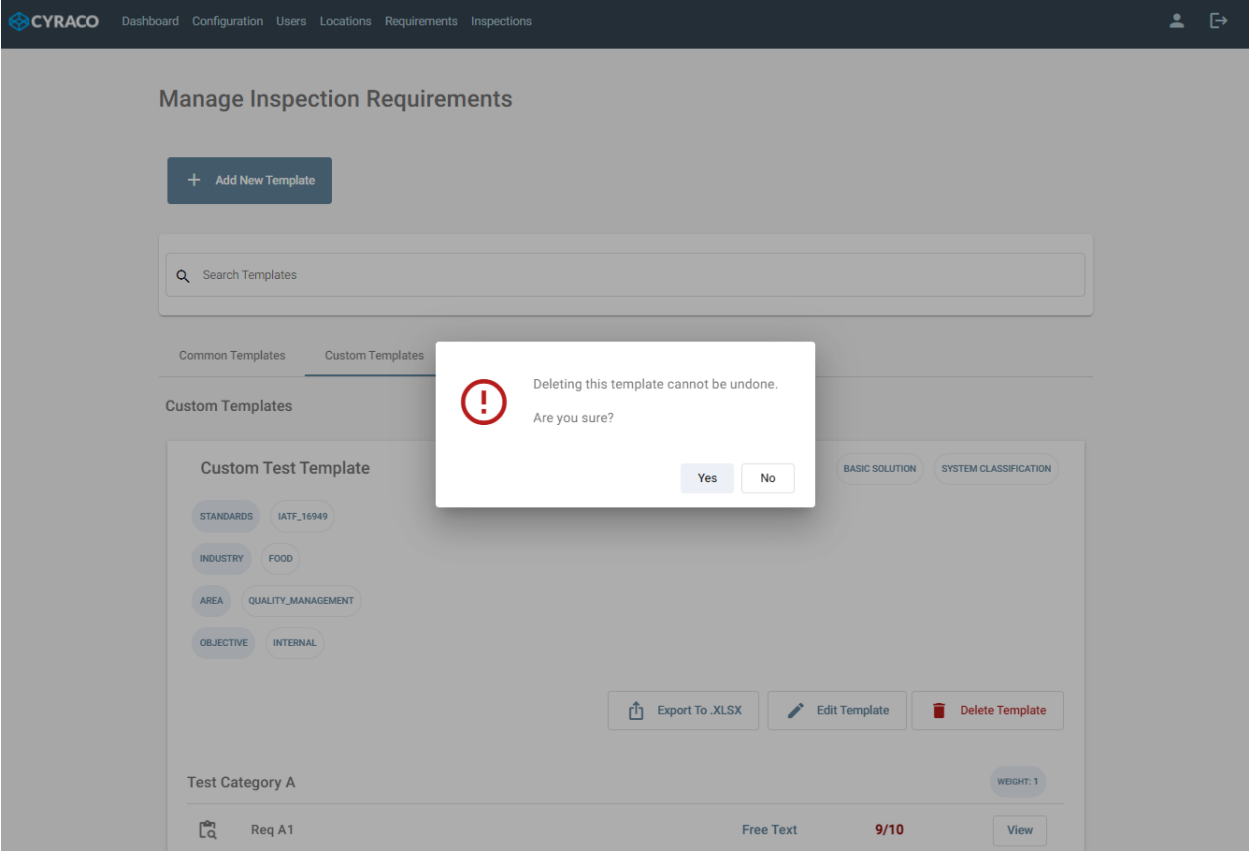 CYRACO Dashboard Configuration Users Locations Requirements Inspections
Manage Inspection Requirements
Add New Template
Search Templates
Common Templates Custom Templates
Custom Templates
Deleting this template cannot be undone.
Are you sure?
Yes No
Custom Test Template BASIC SOLUTION SYSTEM CLASSIFICATION
STANDARDS IATF_16949
INDUSTRY FOOD
AREA QUALITY_MANAGEMENT
OBJECTIVE INTERNAL
Export To .XLSX Edit Template Delete Template
Test Category A WEIGHT: 1
Req A1 Free Text 9/10 View